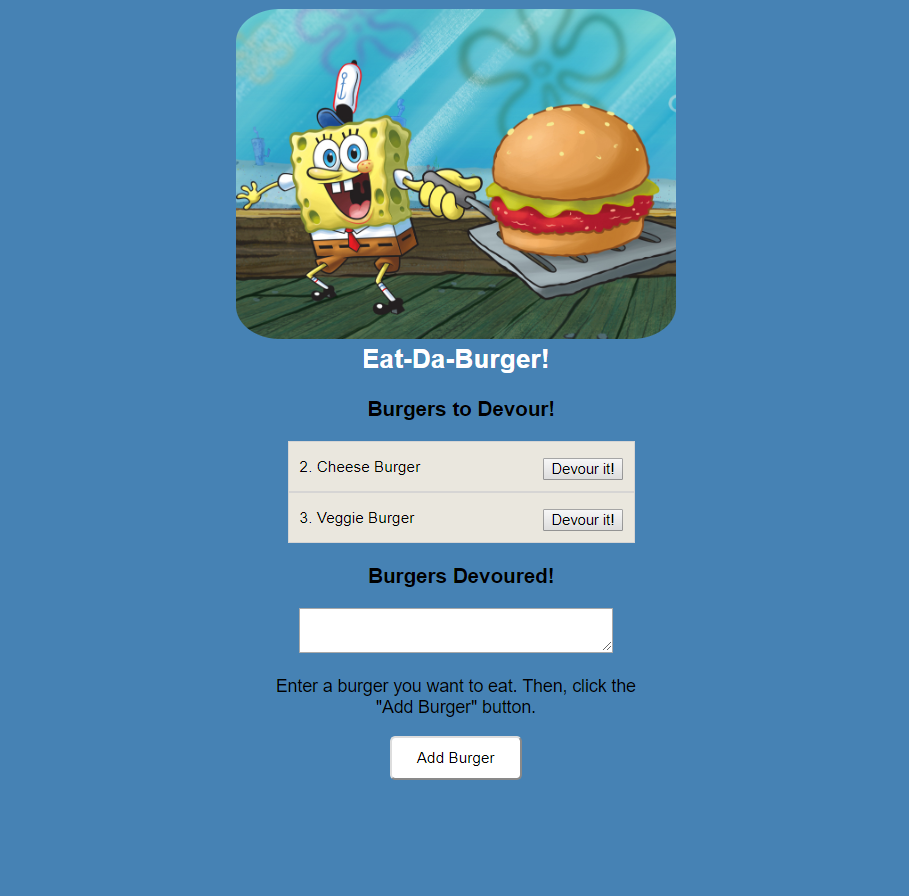 Eat-Da-Burger!
Burgers to Devour!
2. Cheese Burger Devour it!
3. Veggie Burger Devour it!
Burgers Devoured!
Enter a burger you want to eat. Then, click the
"Add Burger" button.
Add Burger